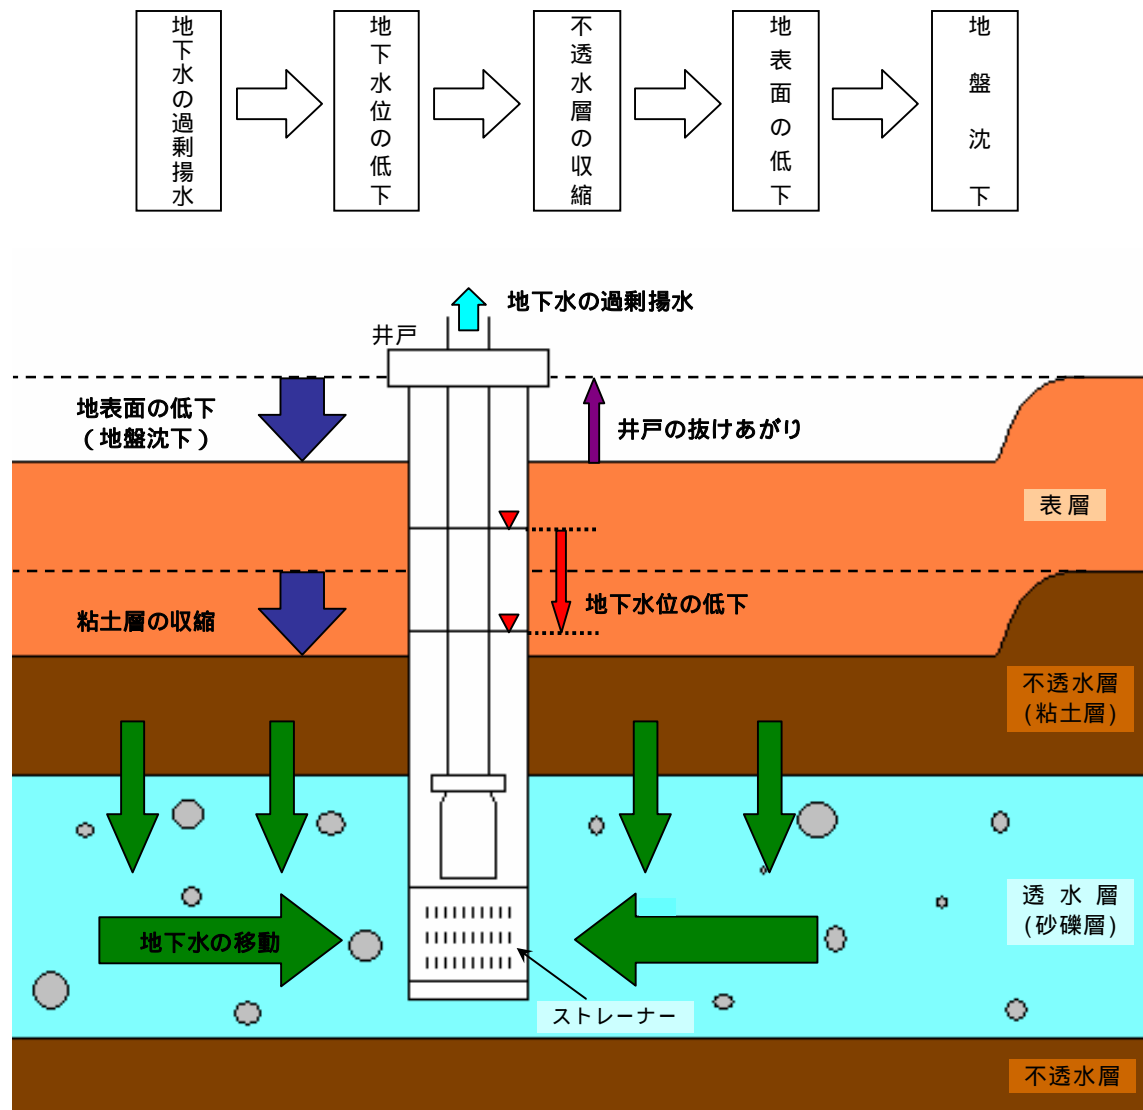 地下水の過剰揚水
地下水位の低下
不透水層の収縮
地表面の低下
地盤沈下
地下水の過剰揚水
井戸
地表面の低下
（地盤沈下）
井戸の抜けあがり
表層
地下水位の低下
粘土層の収縮
不透水層
(粘土層)
透水層
(砂礫層)
地下水の移動
ストレーナー
不透水層